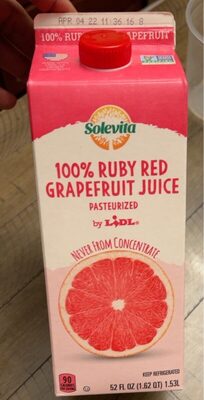 APR 04 22 11 36 16 8
100% RUBY RED GRAPEFRUIT
Solevita
100% RUBY RED
GRAPEFRUIT JUICE
PASTEURIZED
by LIDL®
NEVER FROM CONCENTRATE
90
KEEP REFRIGERATED
52 FL OZ (1.62 QT) 1.53L